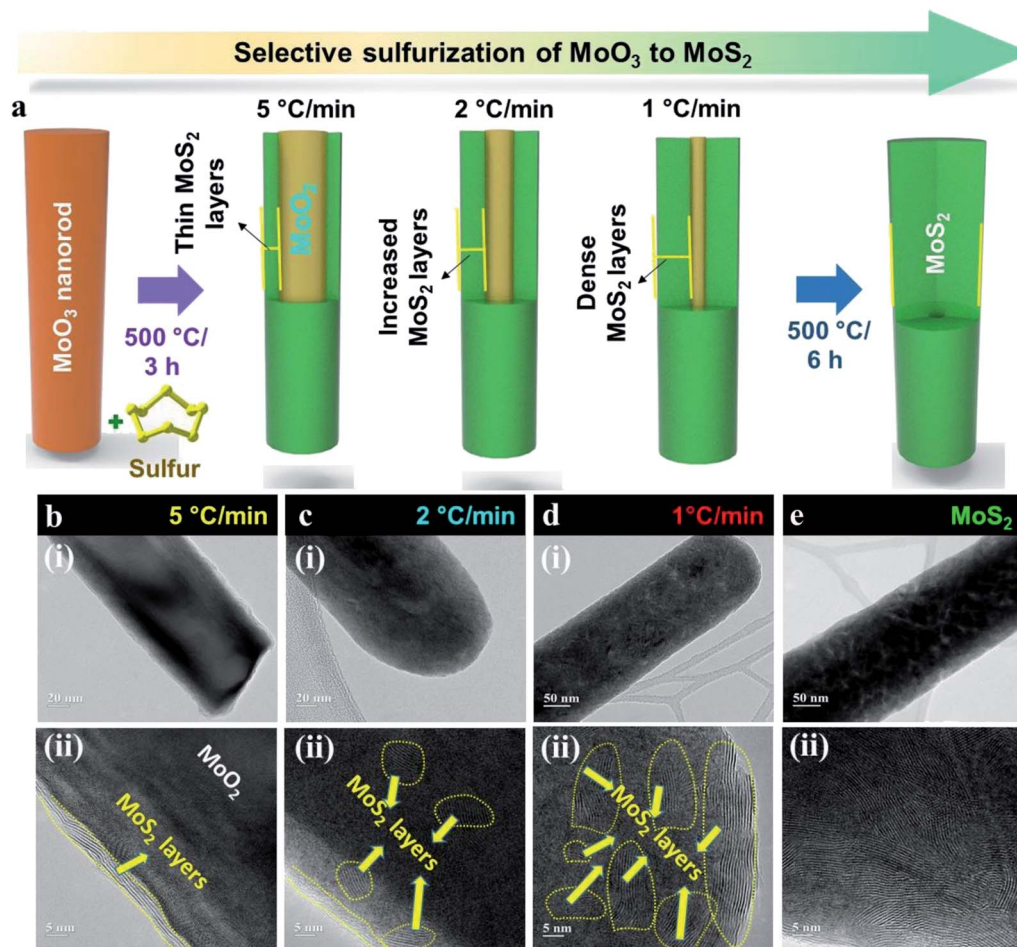 Selective sulfurization of MoO₃ to MoS₂
a
5 °C/min
2 °C/min
1 °C/min
MoO₃ nanorod
Thin MoS₂
layers
MoO₂
Increased
MoS₂ layers
Dense
MoS₂ layers
MoS₂
500 °C/
3 h
500 °C/
6 h
+
Sulfur
b
5 °C/min
c
2 °C/min
d
1°C/min
e
MoS₂
(i)
(i)
(i)
(i)
20 nm
20 nm
50 nm
50 nm
(ii)
MoO₂
MoS₂ layers
5 nm
(ii)
MoS₂ layers
5 nm
(ii)
MoS₂ layers
5 nm
(ii)
5 nm